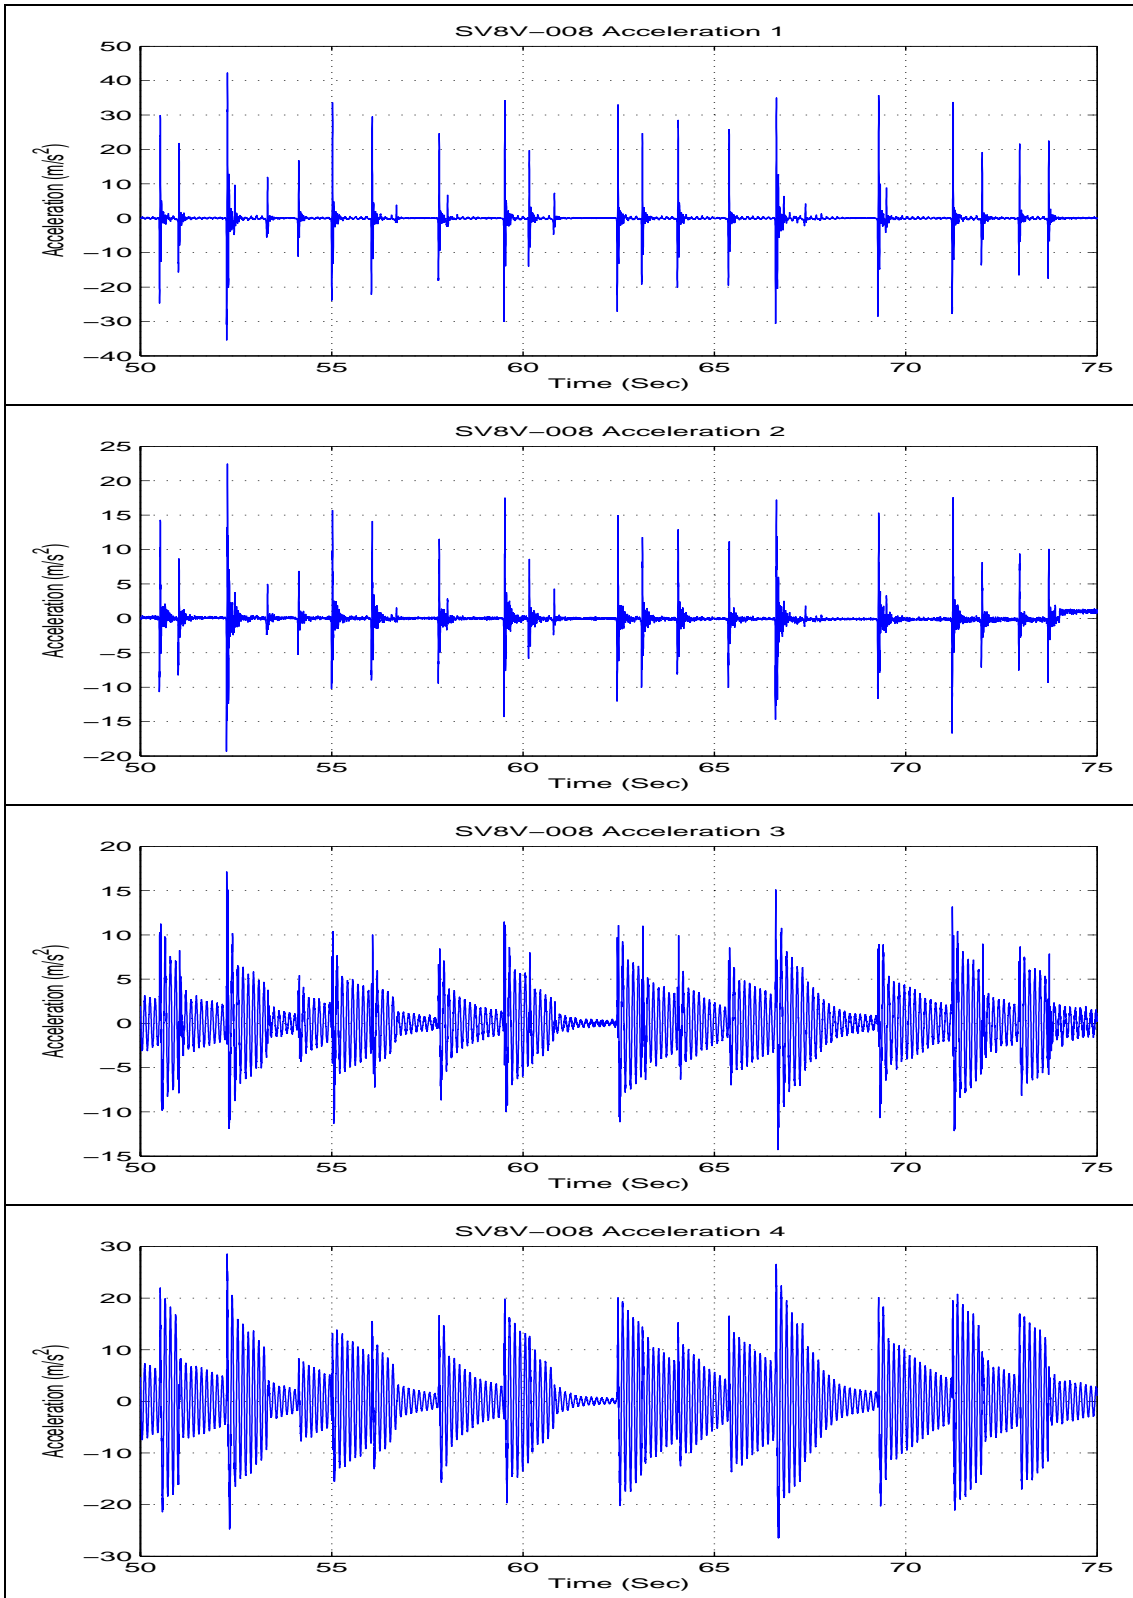 SV8V−008 Acceleration 1
50
40
30
20
10
0
−10
−20
−30
−40
Acceleration (m/s²)
50 55 60 65 70 75
Time (Sec)
SV8V−008 Acceleration 2
25
20
15
10
5
0
−5
−10
−15
−20
Acceleration (m/s²)
50 55 60 65 70 75
Time (Sec)
SV8V−008 Acceleration 3
20
15
10
5
0
−5
−10
−15
Acceleration (m/s²)
50 55 60 65 70 75
Time (Sec)
SV8V−008 Acceleration 4
30
20
10
0
−10
−20
−30
Acceleration (m/s²)
50 55 60 65 70 75
Time (Sec)